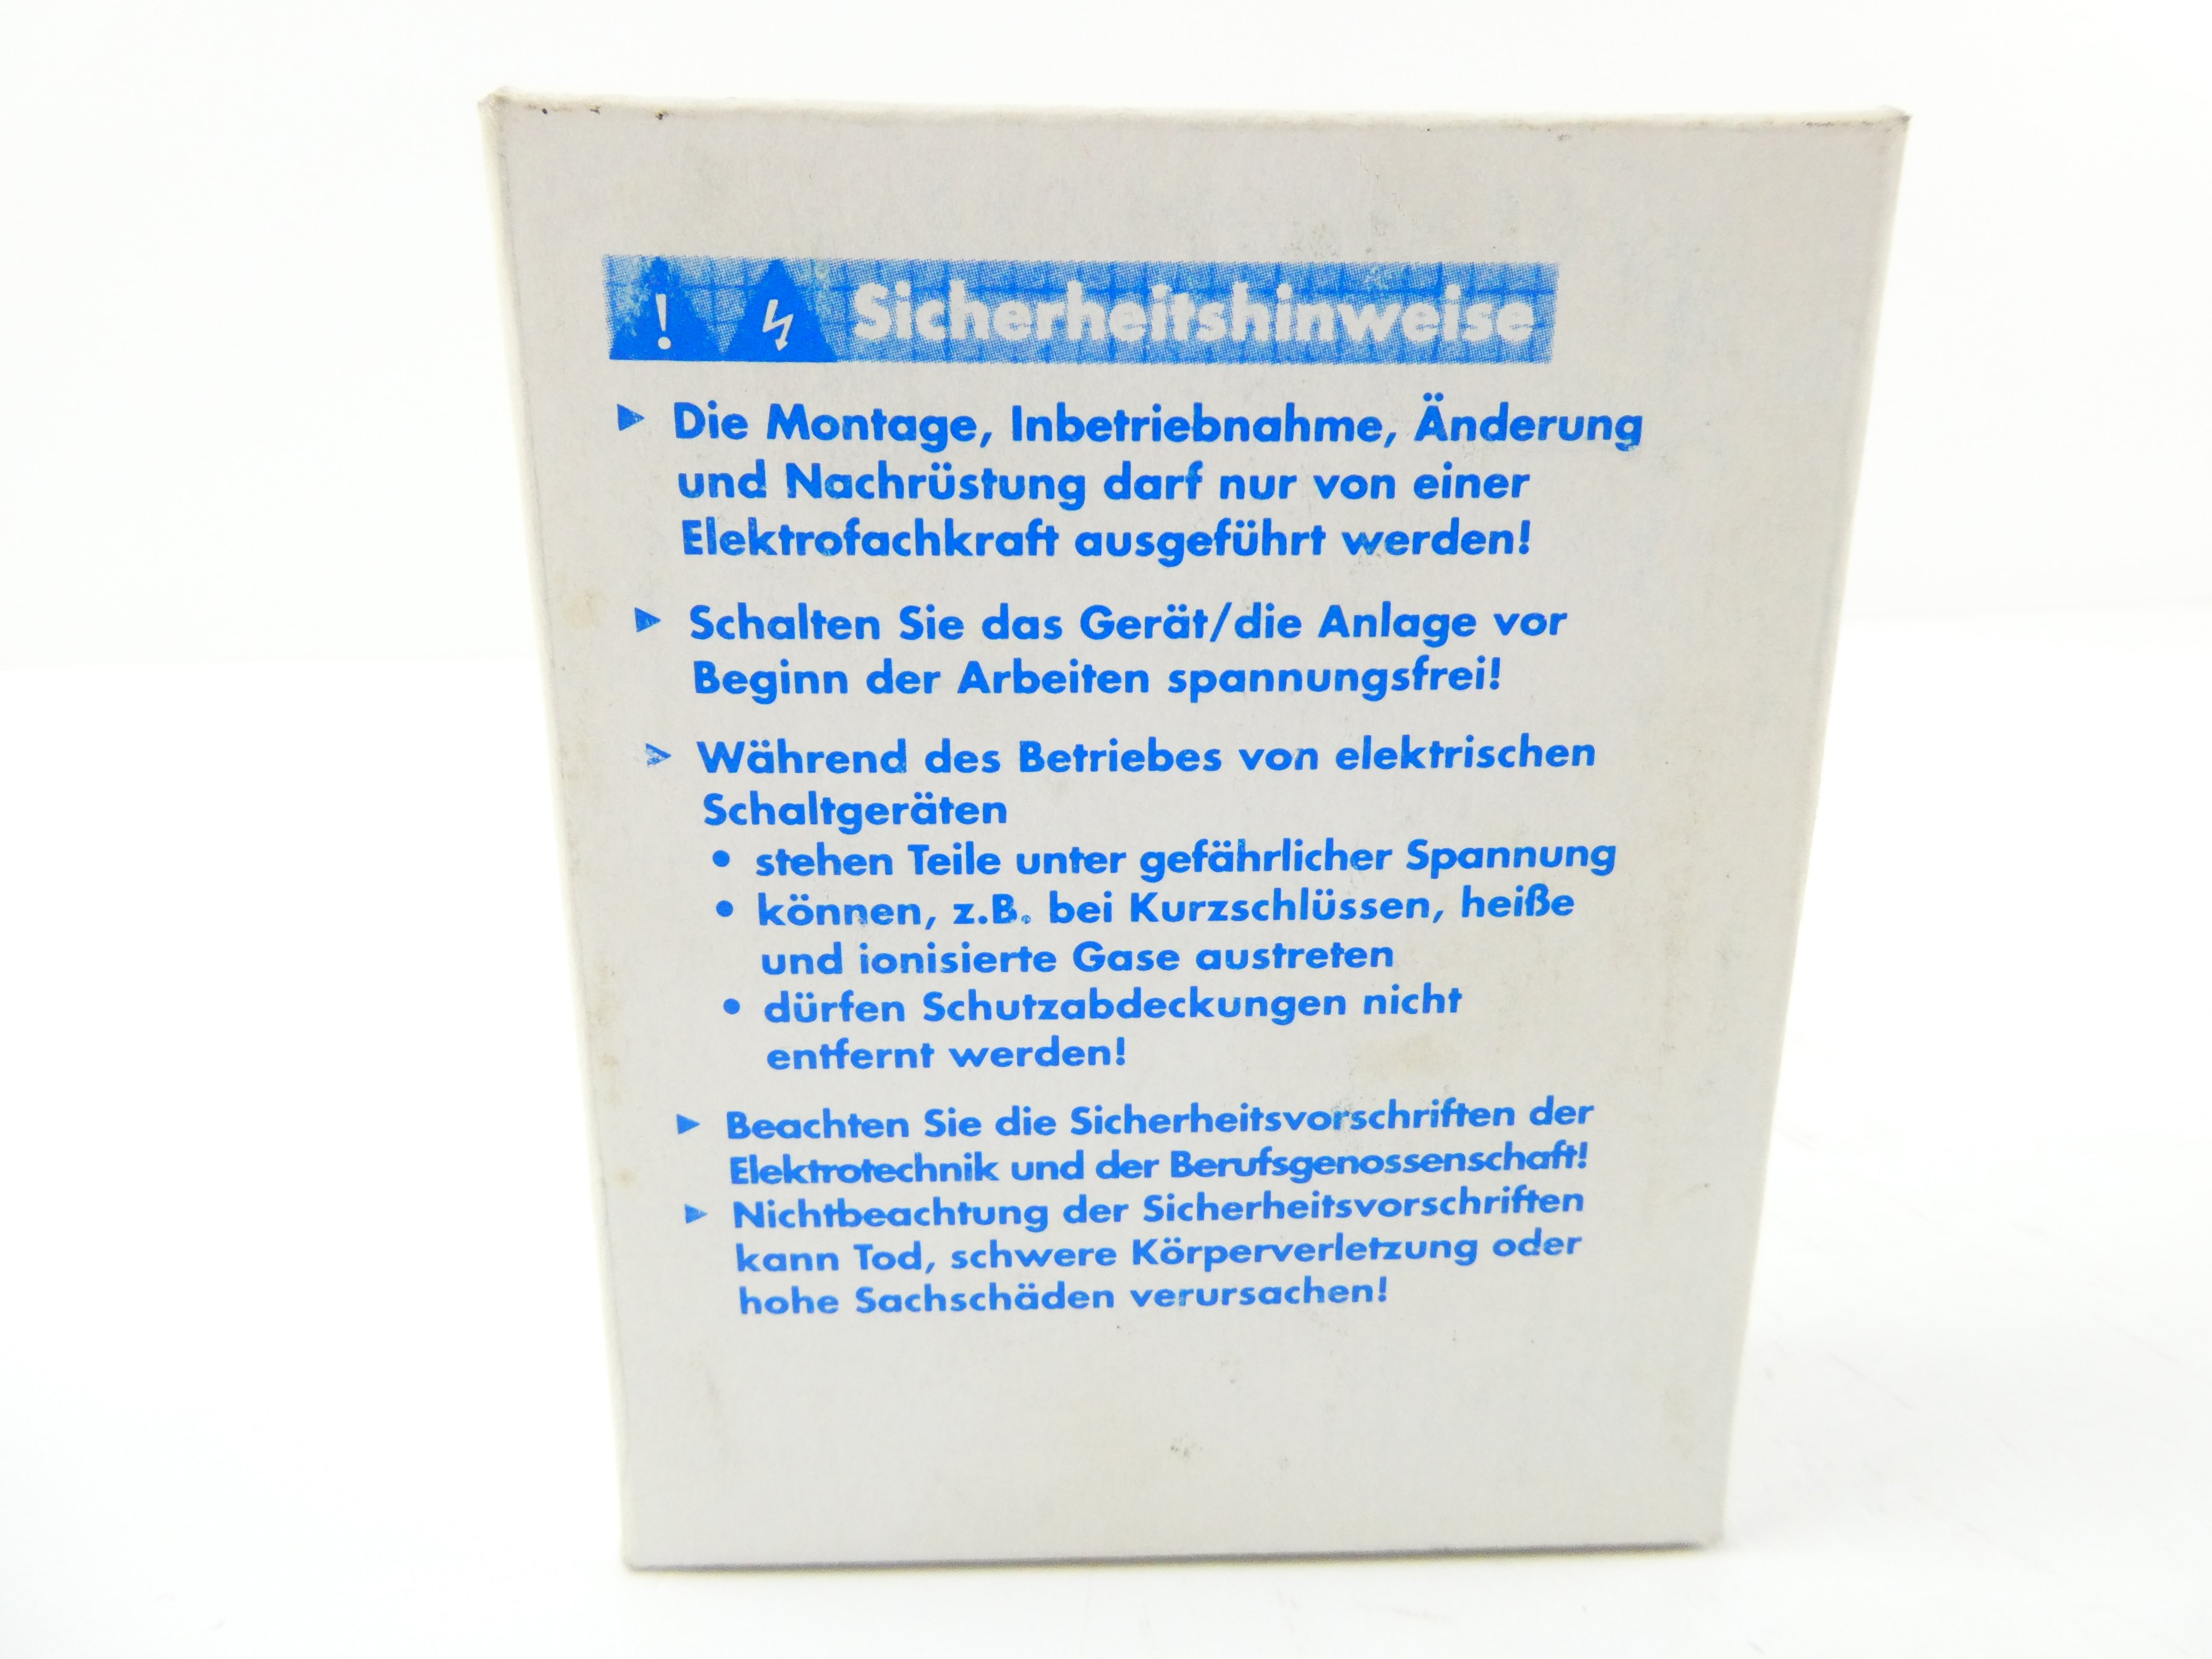 ! Sicherheitshinweise
► Die Montage, Inbetriebnahme, Änderung
und Nachrüstung darf nur von einer
Elektrofachkraft ausgeführt werden!
► Schalten Sie das Gerät/die Anlage vor
Beginn der Arbeiten spannungsfrei!
► Während des Betriebes von elektrischen
Schaltgeräten
• stehen Teile unter gefährlicher Spannung
• können, z.B. bei Kurzschlüssen, heiße
und ionisierte Gase austreten
• dürfen Schutzabdeckungen nicht
entfernt werden!
► Beachten Sie die Sicherheitsvorschriften der
Elektrotechnik und der Berufsgenossenschaft!
► Nichtbeachtung der Sicherheitsvorschriften
kann Tod, schwere Körperverletzung oder
hohe Sachschäden verursachen!